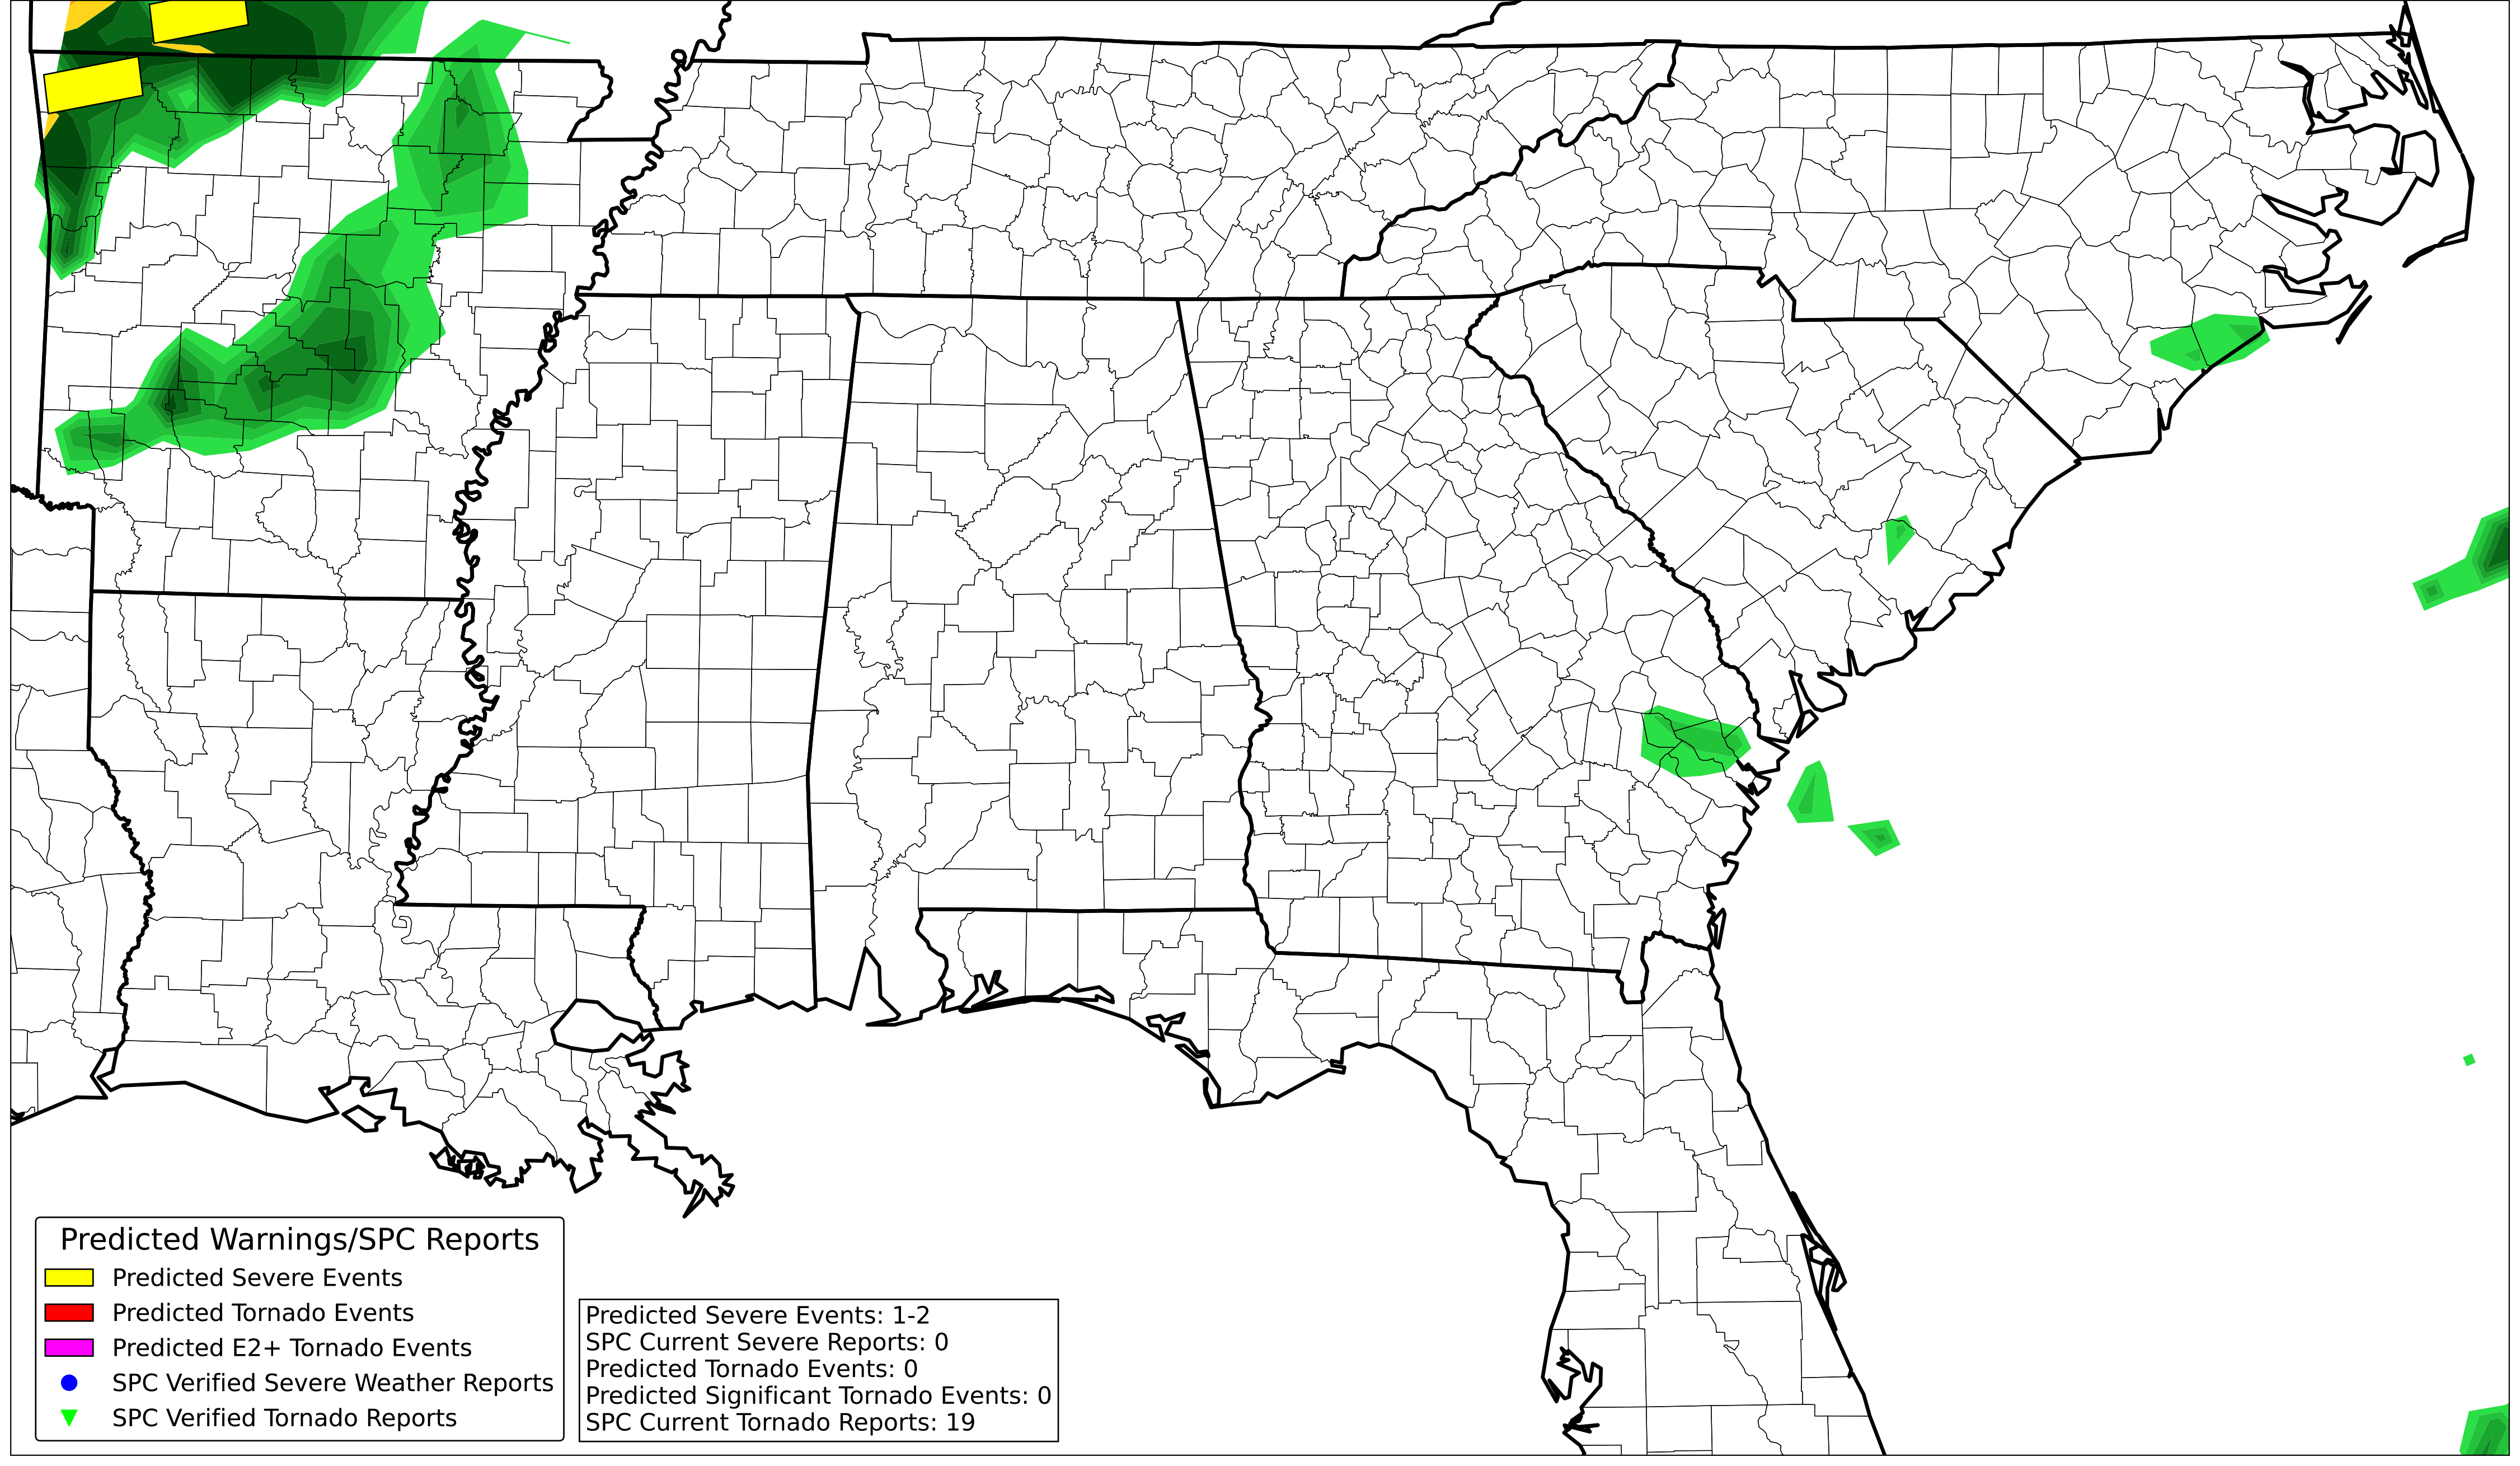 Predicted Warnings/SPC Reports
Predicted Severe Events
Predicted Tornado Events
Predicted E2+ Tornado Events
SPC Verified Severe Weather Reports
SPC Verified Tornado Reports
Predicted Severe Events: 1-2
SPC Current Severe Reports: 0
Predicted Tornado Events: 0
Predicted Significant Tornado Events: 0
SPC Current Tornado Reports: 19